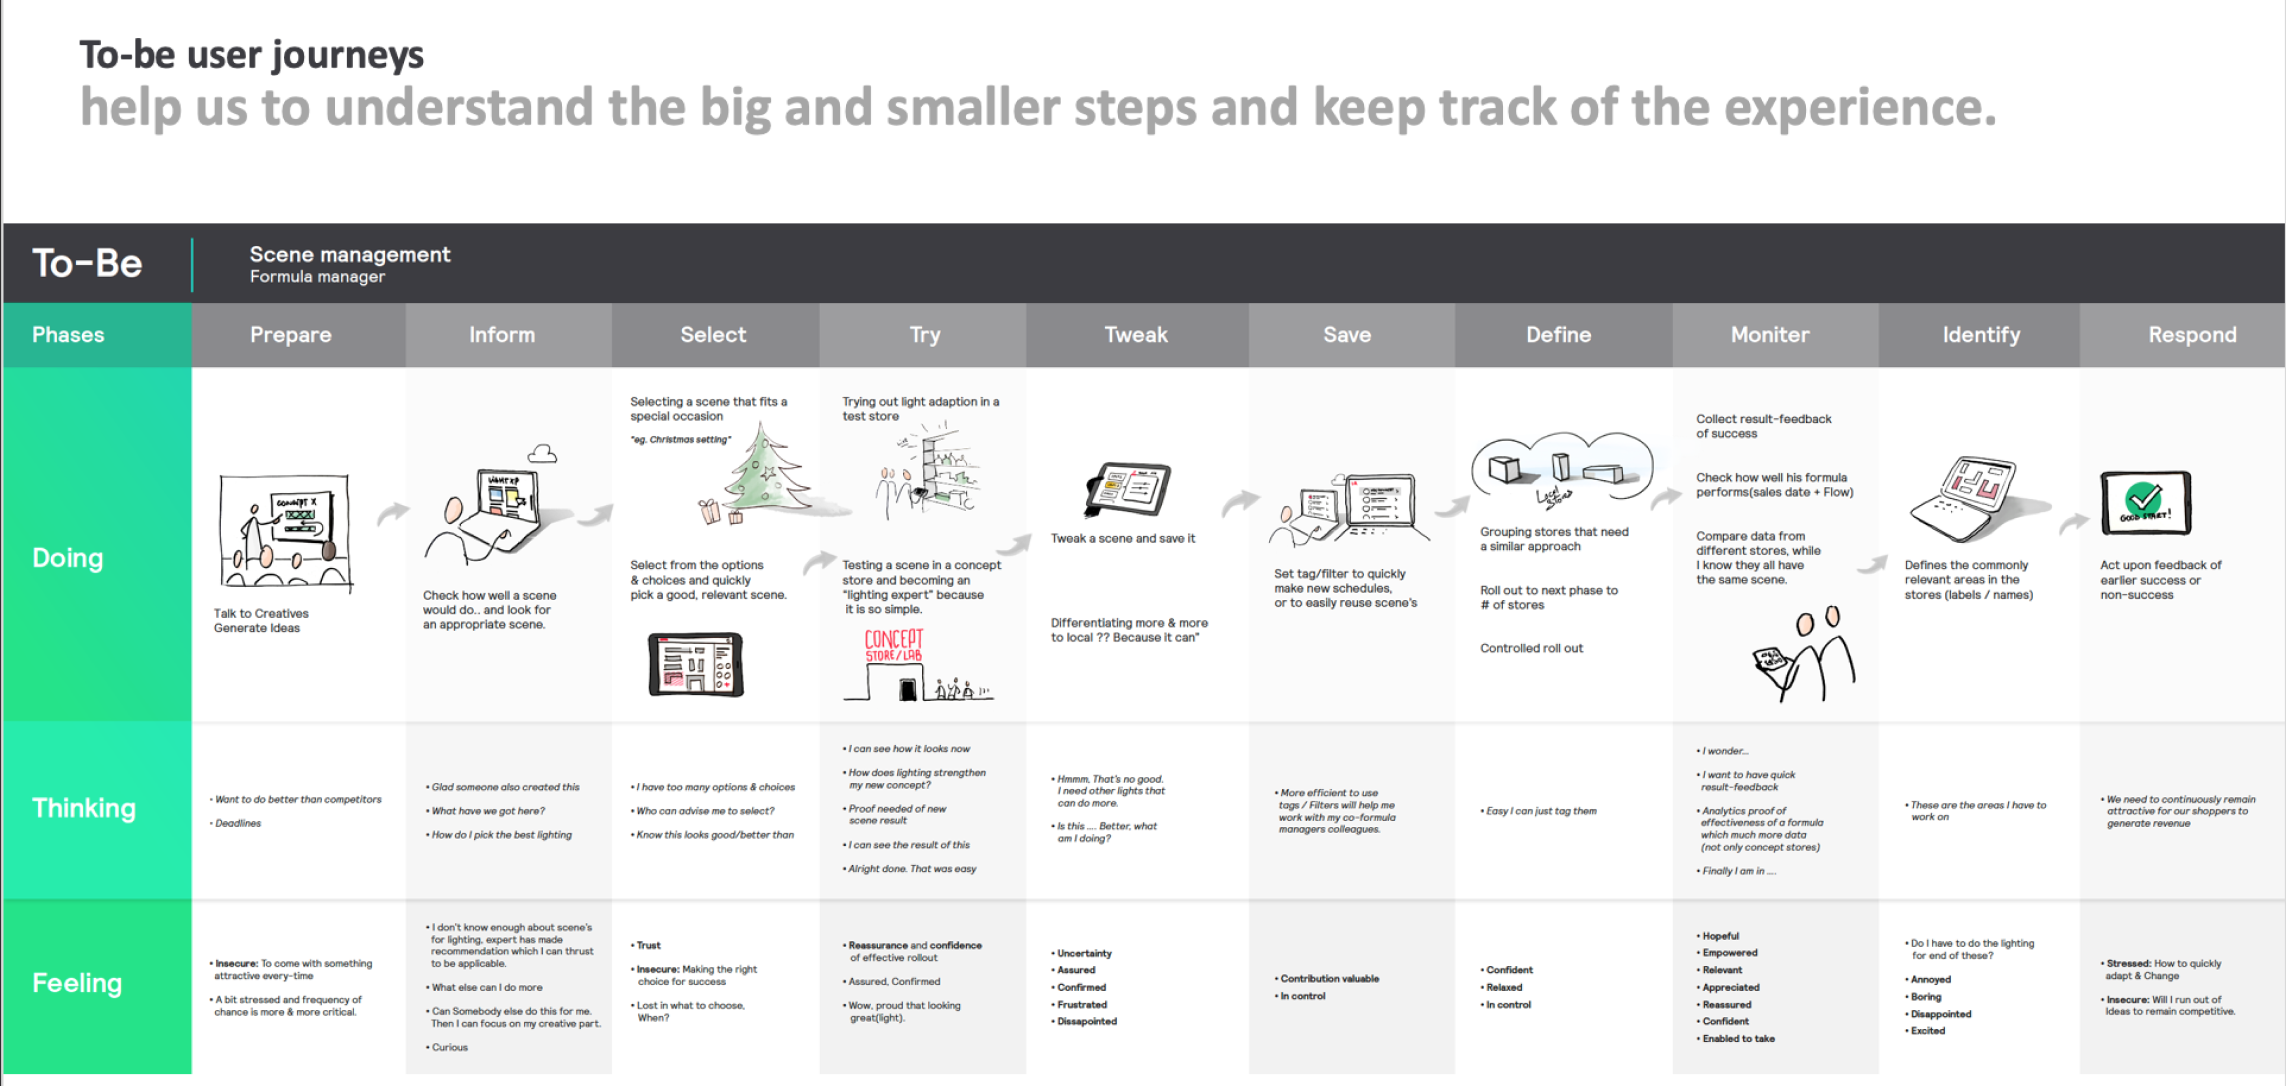 To-be user journeys
help us to understand the big and smaller steps and keep track of the experience.
To-Be
Scene management
Formula manager
Phases
Prepare
Inform
Select
Try
Tweak
Save
Define
Moniter
Identify
Respond
Doing
CONCEPT X
Talk to Creatives
Generate Ideas
LIGHT XP
Check how well a scene
would do.. and look for
an appropriate scene.
Selecting a scene that fits a
special occasion
"eg. Christmas setting"
Select from the options
& choices and quickly
pick a good, relevant scene.
Trying out light adaption in a
test store
Testing a scene in a concept
store and becoming an
"lighting expert" because
it is so simple.
CONCEPT
STORE/LAB
Tweak a scene and save it
Differentiating more & more
to local ?? Because it can"
Set tag/filter to quickly
make new schedules,
or to easily reuse scene's
Local
Stores
Grouping stores that need
a similar approach
Roll out to next phase to
# of stores
Controlled roll out
Collect result-feedback
of success
Check how well his formula
performs(sales date + Flow)
Compare data from
different stores, while
I know they all have
the same scene.
Defines the commonly
relevant areas in the
stores (labels / names)
GOOD START!
Act upon feedback of
earlier success or
non-success
Thinking
• Want to do better than competitors
• Deadlines
• Glad someone also created this
• What have we got here?
• How do I pick the best lighting
• I have too many options & choices
• Who can advise me to select?
• Know this looks good/better than
• I can see how it looks now
• How does lighting strengthen
my new concept?
• Proof needed of new
scene result
• I can see the result of this
• Alright done. That was easy
• Hmmm, That's no good.
I need other lights that
can do more.
• Is this .... Better, what
am I doing?
• More efficient to use
tags / Filters will help me
work with my co-formula
managers colleagues.
• Easy I can just tag them
• I wonder...
• I want to have quick
result-feedback
• Analytics proof of
effectiveness of a formula
which much more data
(not only concept stores)
• Finally I am in ....
• These are the areas I have to
work on
• We need to continuously remain
attractive for our shoppers to
generate revenue
Feeling
• Insecure: To come with something
attractive every-time
• A bit stressed and frequency of
chance is more & more critical.
• I don't know enough about scene's
for lighting, expert has made
recommendation which I can thrust
to be applicable.
• What else can I do more
• Can Somebody else do this for me.
Then I can focus on my creative part.
• Curious
• Trust
• Insecure: Making the right
choice for success
• Lost in what to choose,
When?
• Reassurance and confidence
of effective rollout
• Assured, Confirmed
• Wow, proud that looking
great(light).
• Uncertainty
• Assured
• Confirmed
• Frustrated
• Dissapointed
• Contribution valuable
• In control
• Confident
• Relaxed
• In control
• Hopeful
• Empowered
• Relevant
• Appreciated
• Reassured
• Confident
• Enabled to take
• Do I have to do the lighting
for end of these?
• Annoyed
• Boring
• Disappointed
• Excited
• Stressed: How to quickly
adapt & Change
• Insecure: Will I run out of
Ideas to remain competitive.